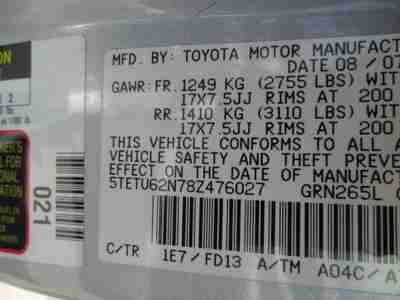 MFD. BY: TOYOTA MOTOR MANUFACT
DATE 08 / 07
GAWR: FR. 1249 KG (2755 LBS) WIT
17X7.5JJ RIMS AT 200
RR. 1410 KG (3110 LBS) WIT
17X7.5JJ RIMS AT 200
THIS VEHICLE CONFORMS TO ALL A
VEHICLE SAFETY AND THEFT PREVE
EFFECT ON THE DATE OF MANUFAC
5TETU62N78Z476027 GRN265L
C/TR 1E7/FD13 A/TM A04C/A
021